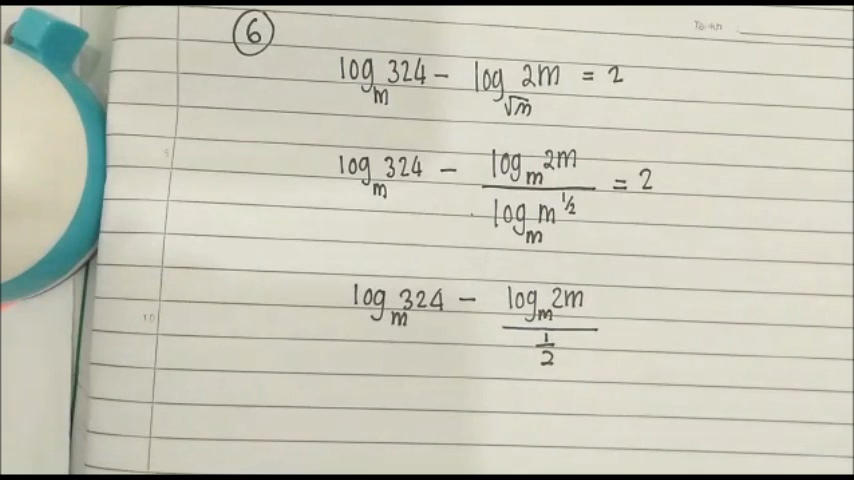 6
log_m 324 − log_√m 2m = 2
log_m 324 − (log_m 2m)/(log_m m^½) = 2
log_m 324 − (log_m 2m)/(1/2)
10